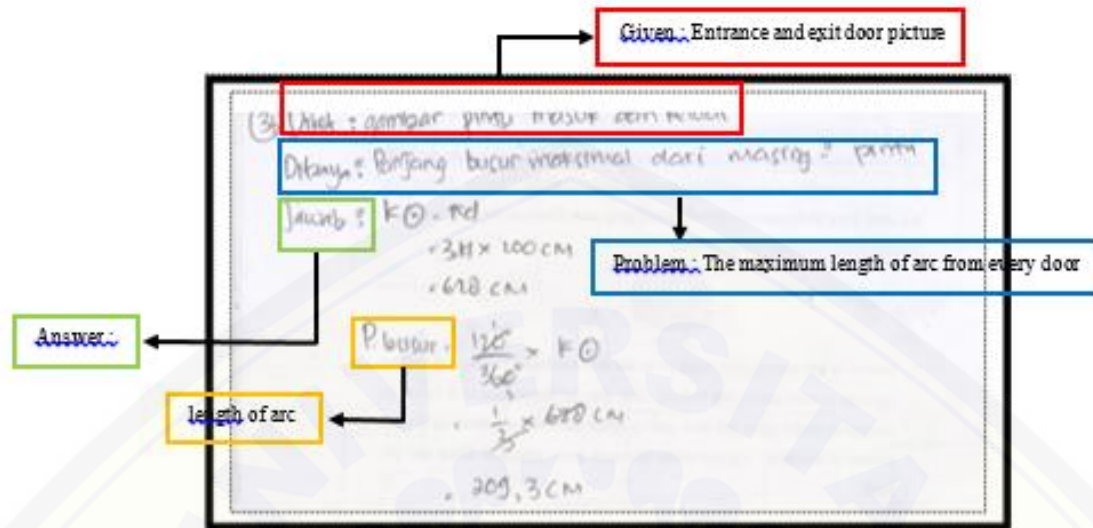 Given : Entrance and exit door picture
(3) Diket : gambar pintu masuk dan keluar
Ditanya : Panjang busur maksimal dari masing² pintu
Jawab : K⊙ = πd
= 3,14 × 200 cm
= 628 cm
Problem : The maximum length of arc from every door
Answer :
P. busur = 120°/360° × K⊙
length of arc
= 1/3 × 628 cm
= 209,3 cm
UNIVERSITA